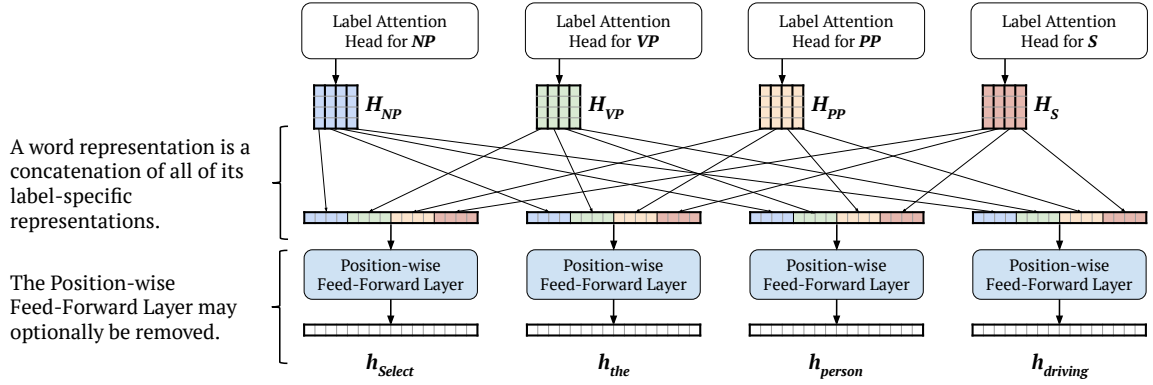 Label Attention
Head for NP
Label Attention
Head for VP
Label Attention
Head for PP
Label Attention
Head for S
H_NP
H_VP
H_PP
H_S
A word representation is a
concatenation of all of its
label-specific
representations.
The Position-wise
Feed-Forward Layer may
optionally be removed.
Position-wise
Feed-Forward Layer
Position-wise
Feed-Forward Layer
Position-wise
Feed-Forward Layer
Position-wise
Feed-Forward Layer
h_Select
h_the
h_person
h_driving